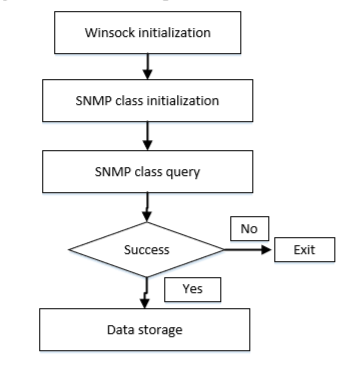 Winsock initialization
SNMP class initialization
SNMP class query
Success
No
Exit
Yes
Data storage